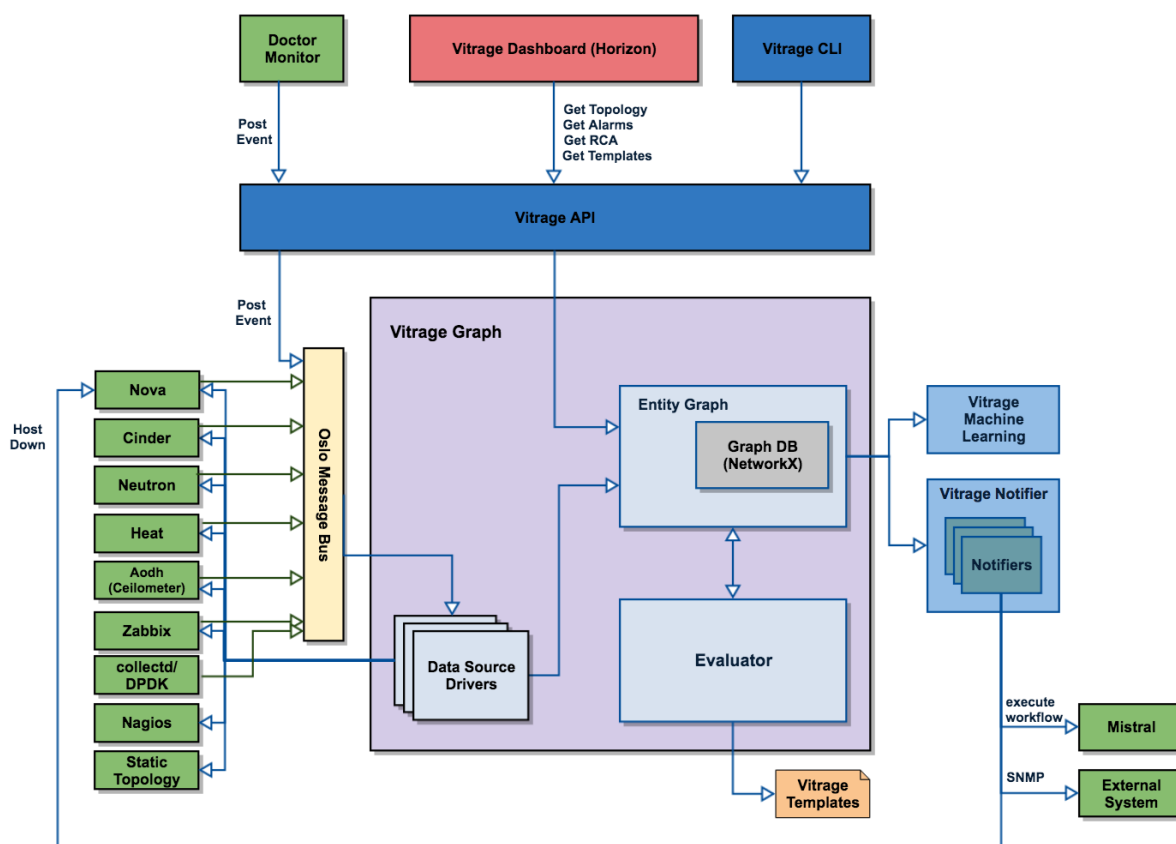 Doctor
Monitor
Vitrage Dashboard (Horizon)
Vitrage CLI
Post
Event
Get Topology
Get Alarms
Get RCA
Get Templates
Vitrage API
Post
Event
Vitrage Graph
Oslo Message Bus
Host
Down
Nova
Cinder
Neutron
Heat
Aodh
(Ceilometer)
Zabbix
collectd/
DPDK
Nagios
Static
Topology
Data Source
Drivers
Entity Graph
Graph DB
(NetworkX)
Evaluator
Vitrage
Templates
Vitrage
Machine
Learning
Vitrage Notifier
Notifiers
execute
workflow
Mistral
SNMP
External
System